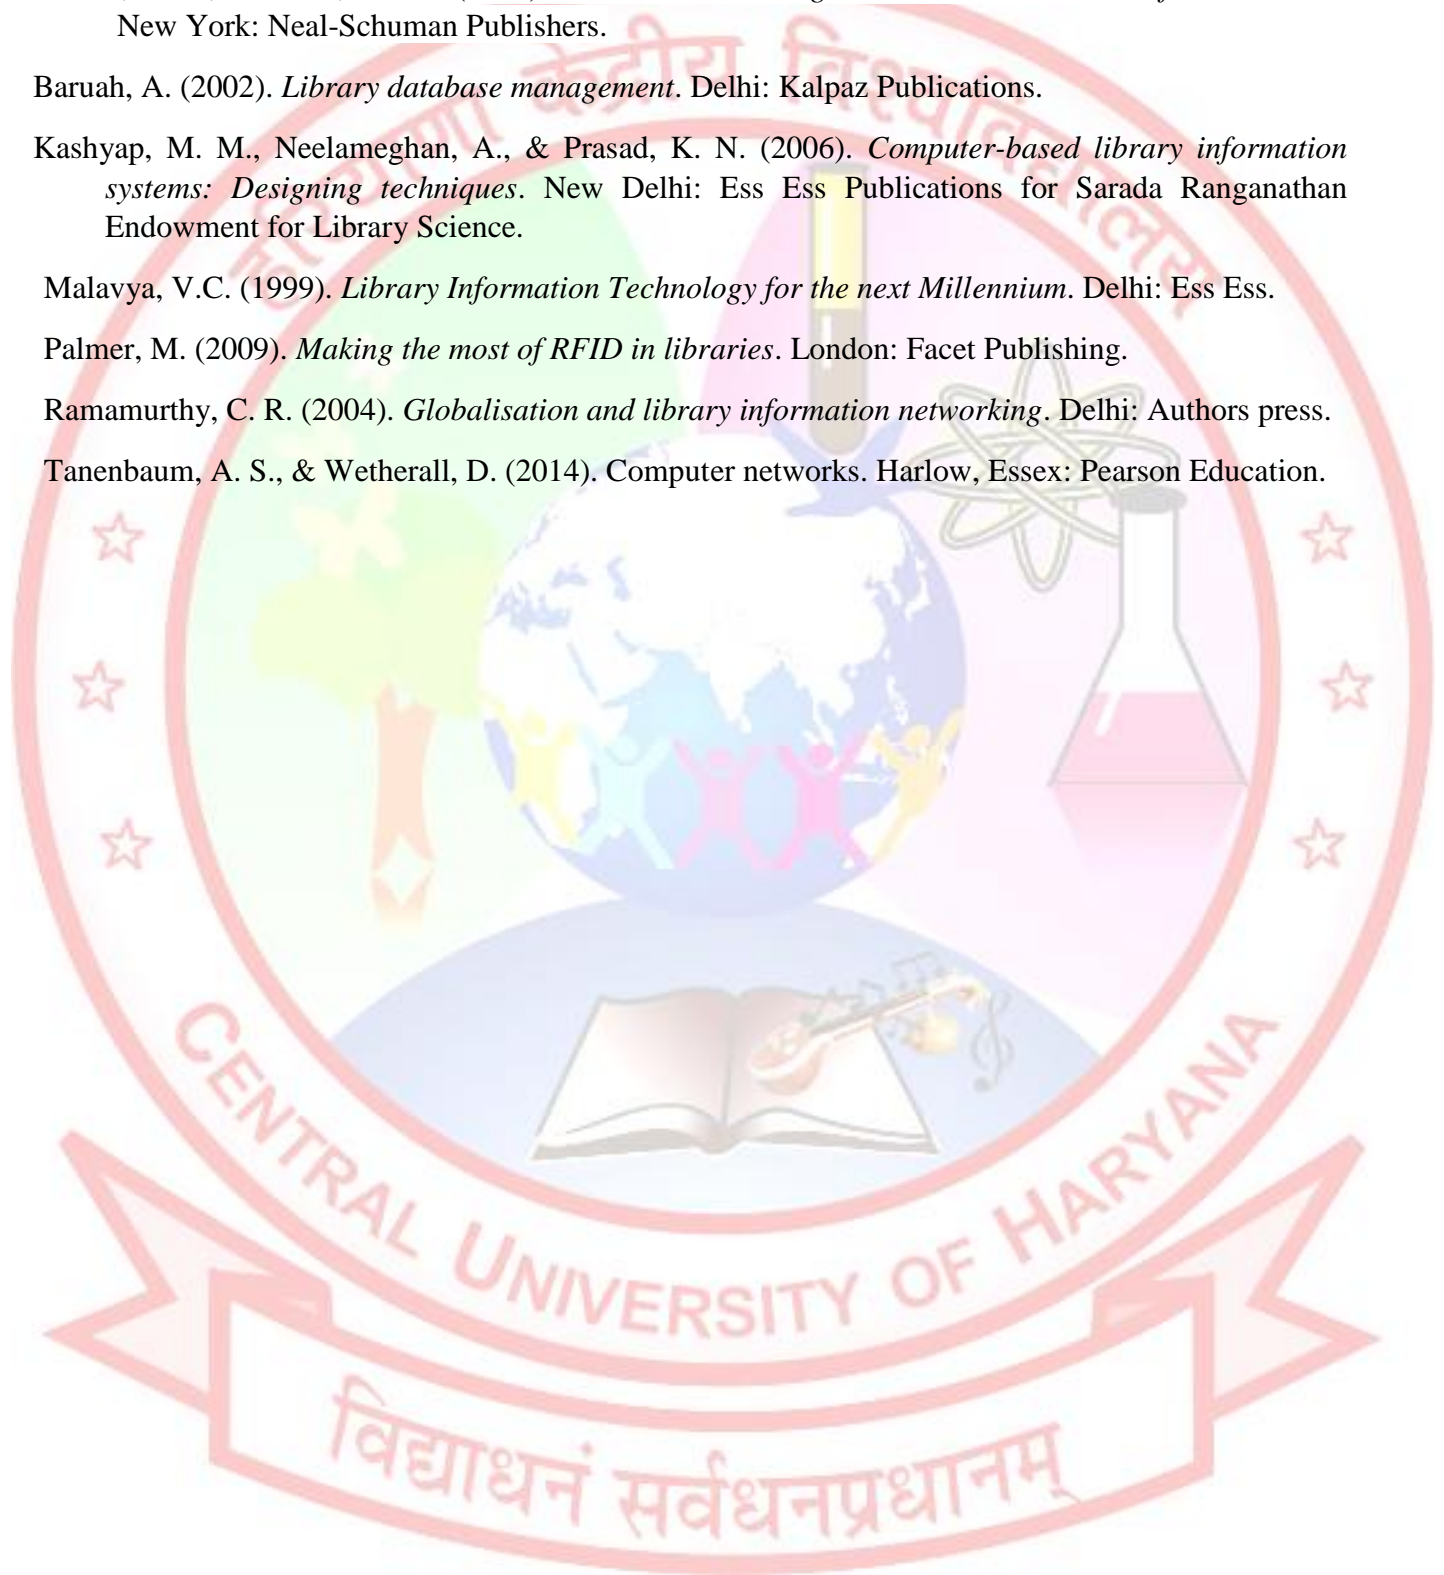 New York: Neal-Schuman Publishers.
Baruah, A. (2002). Library database management. Delhi: Kalpaz Publications.
Kashyap, M. M., Neelameghan, A., & Prasad, K. N. (2006). Computer-based library information
systems: Designing techniques. New Delhi: Ess Ess Publications for Sarada Ranganathan
Endowment for Library Science.
Malavya, V.C. (1999). Library Information Technology for the next Millennium. Delhi: Ess Ess.
Palmer, M. (2009). Making the most of RFID in libraries. London: Facet Publishing.
Ramamurthy, C. R. (2004). Globalisation and library information networking. Delhi: Authors press.
Tanenbaum, A. S., & Wetherall, D. (2014). Computer networks. Harlow, Essex: Pearson Education.
हरियाणा केन्द्रीय विश्वविद्यालय
CENTRAL UNIVERSITY OF HARYANA
विद्याधनं सर्वधनप्रधानम्